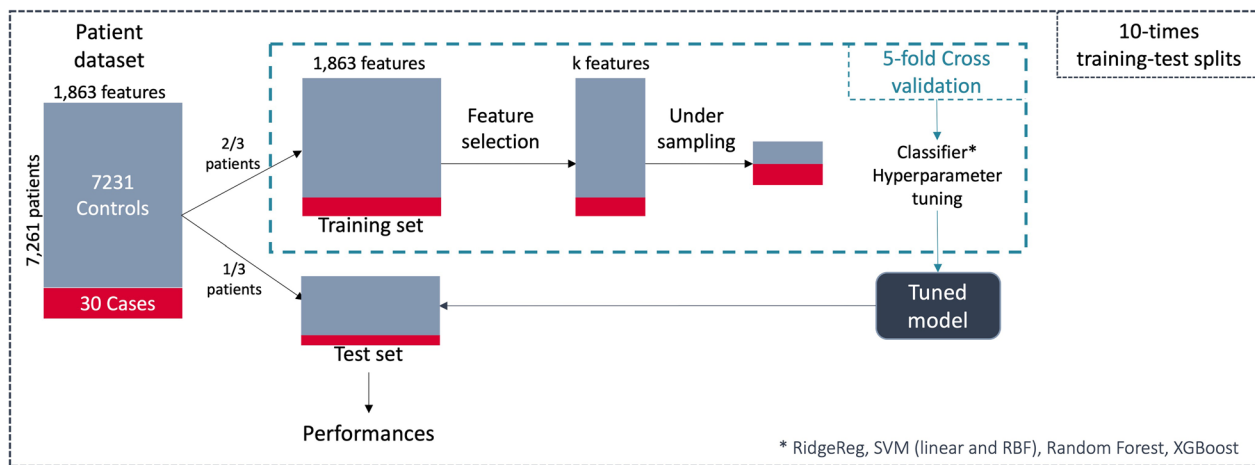 Patient
dataset
1,863 features
7,261 patients
7231
Controls
30 Cases
2/3
patients
1/3
patients
1,863 features
Training set
Feature
selection
k features
Under
sampling
5-fold Cross
validation
Classifier*
Hyperparameter
tuning
10-times
training-test splits
Tuned
model
Test set
Performances
* RidgeReg, SVM (linear and RBF), Random Forest, XGBoost